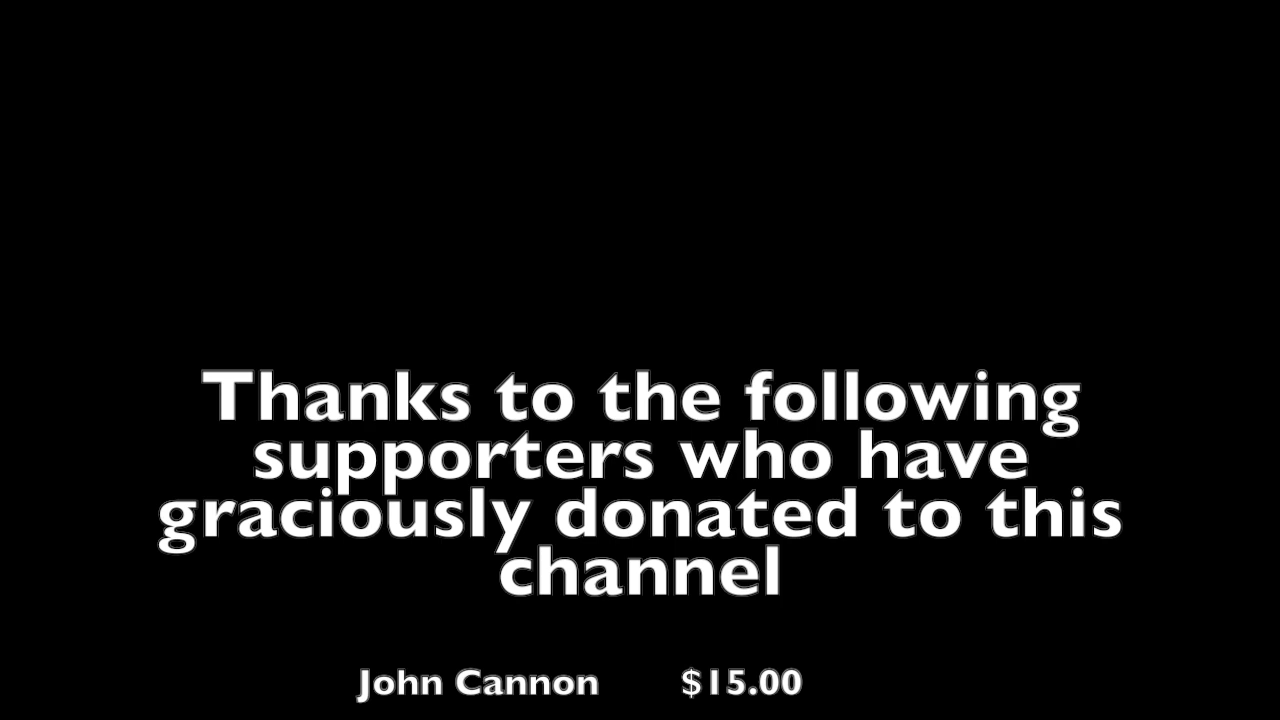 Thanks to the following
supporters who have
graciously donated to this
channel
John Cannon $15.00